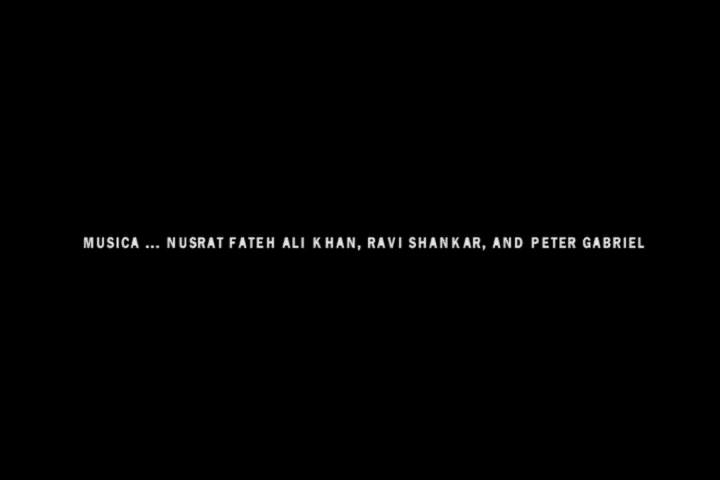 MUSICA ... NUSRAT FATEH ALI KHAN, RAVI SHANKAR, AND PETER GABRIEL